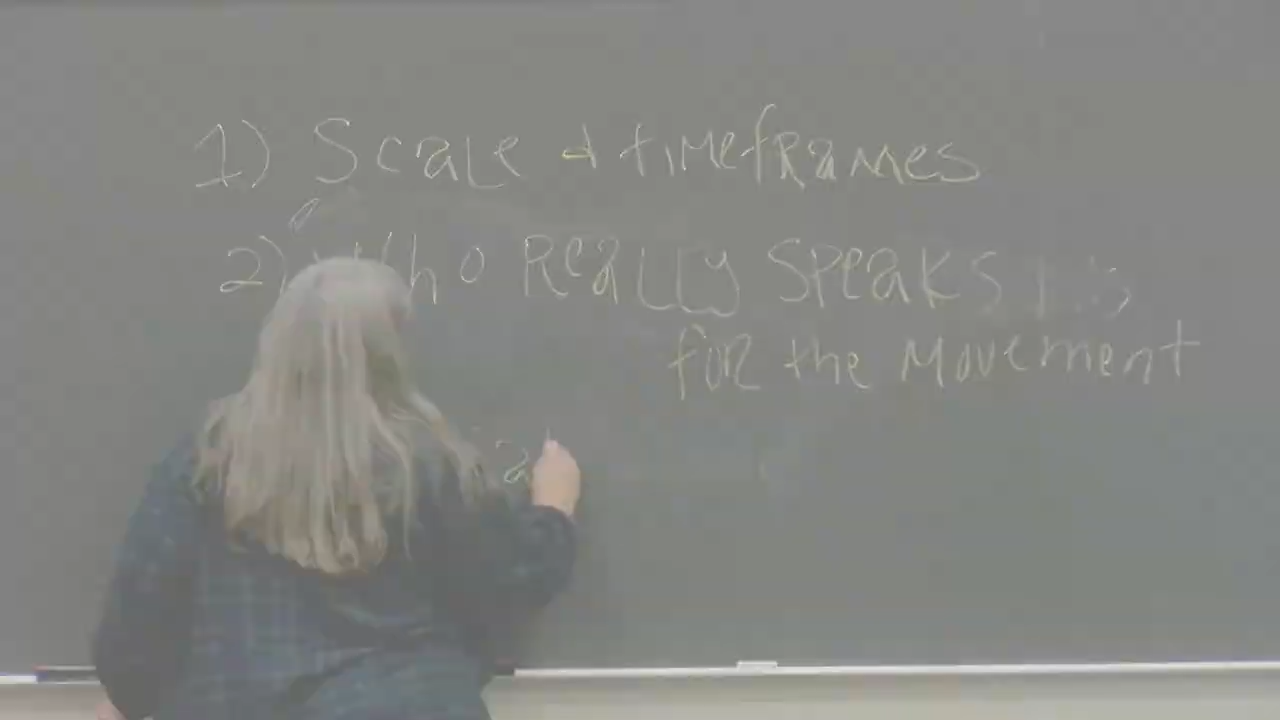 1) Scale & timeframes
2) Who Really Speaks
for the Movement
a